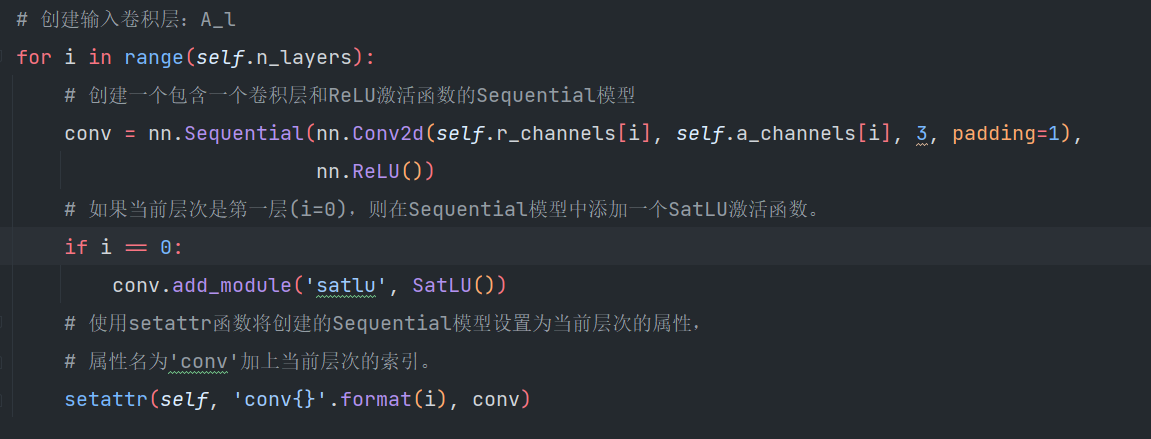 # 创建输入卷积层：A_l
for i in range(self.n_layers):
# 创建一个包含一个卷积层和ReLU激活函数的Sequential模型
conv = nn.Sequential(nn.Conv2d(self.r_channels[i], self.a_channels[i], 3, padding=1),
nn.ReLU())
# 如果当前层次是第一层(i=0)，则在Sequential模型中添加一个SatLU激活函数。
if i == 0:
conv.add_module('satlu', SatLU())
# 使用setattr函数将创建的Sequential模型设置为当前层次的属性，
# 属性名为'conv'加上当前层次的索引。
setattr(self, 'conv{}'.format(i), conv)